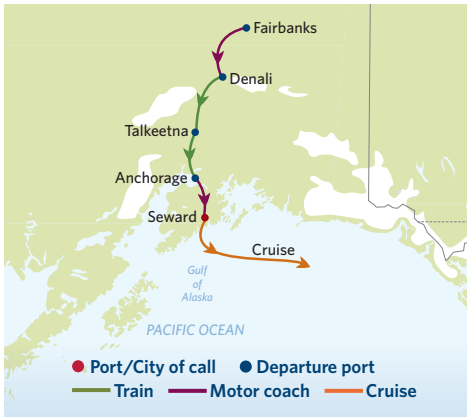 Fairbanks
Denali
Talkeetna
Anchorage
Seward
Cruise
Gulf
of
Alaska
PACIFIC OCEAN
Port/City of call Departure port
Train Motor coach Cruise